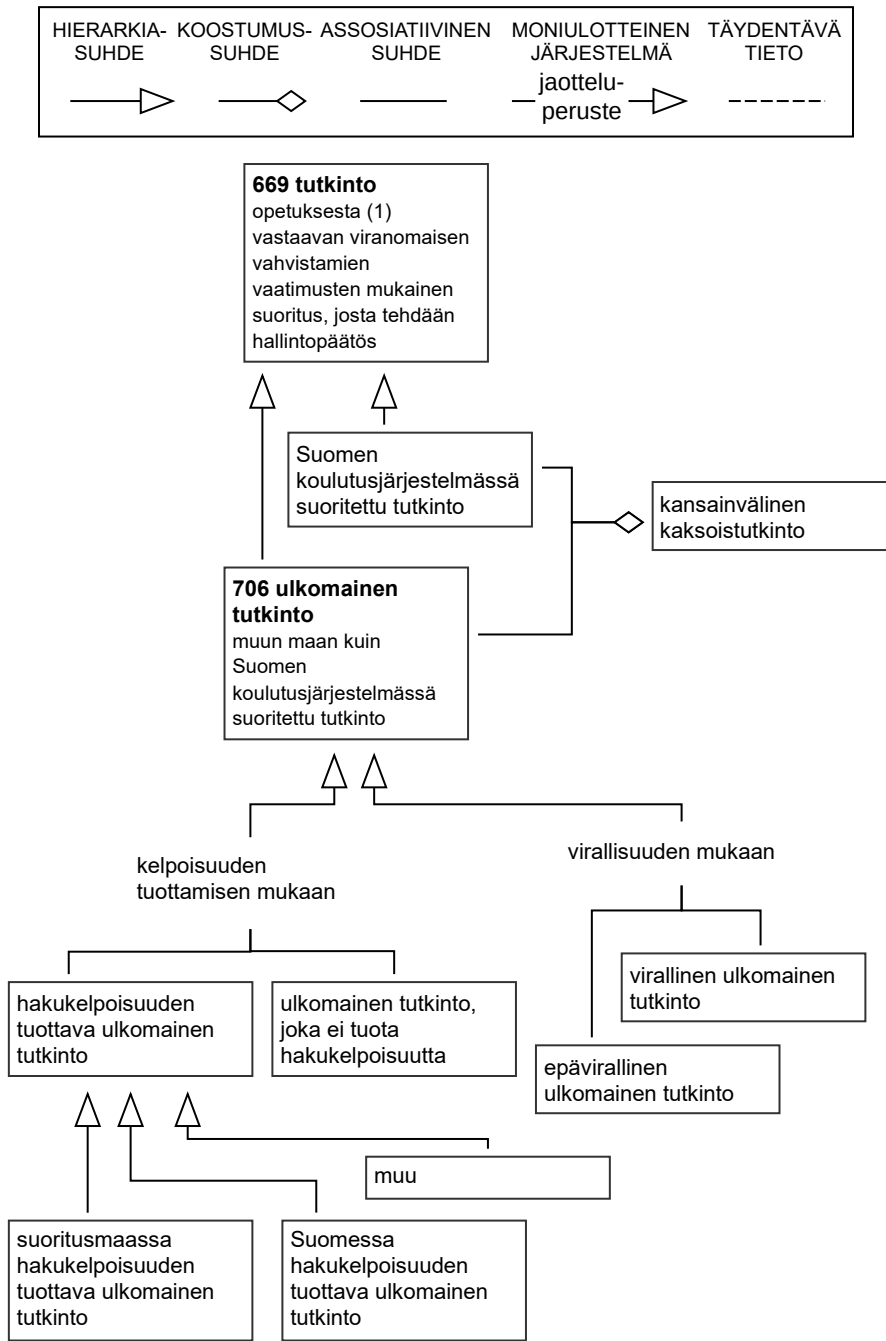 HIERARKIA-
SUHDE
KOOSTUMUS-
SUHDE
ASSOSIATIIVINEN
SUHDE
MONIULOTTEINEN
JÄRJESTELMÄ
jaottelu-
peruste
TÄYDENTÄVÄ
TIETO
669 tutkinto
opetuksesta (1)
vastaavan viranomaisen
vahvistamien
vaatimusten mukainen
suoritus, josta tehdään
hallintopäätös
Suomen
koulutusjärjestelmässä
suoritettu tutkinto
kansainvälinen
kaksoistutkinto
706 ulkomainen
tutkinto
muun maan kuin
Suomen
koulutusjärjestelmässä
suoritettu tutkinto
kelpoisuuden
tuottamisen mukaan
virallisuuden mukaan
hakukelpoisuuden
tuottava ulkomainen
tutkinto
ulkomainen tutkinto,
joka ei tuota
hakukelpoisuutta
virallinen ulkomainen
tutkinto
epävirallinen
ulkomainen tutkinto
muu
suoritusmaassa
hakukelpoisuuden
tuottava ulkomainen
tutkinto
Suomessa
hakukelpoisuuden
tuottava ulkomainen
tutkinto